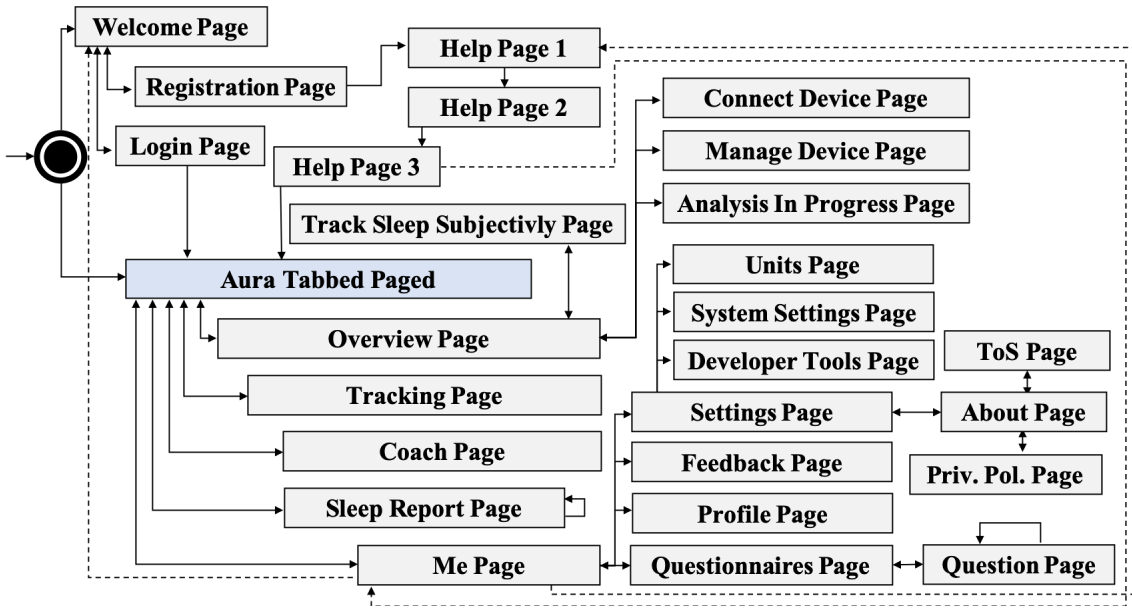 Welcome Page
Help Page 1
Registration Page
Connect Device Page
Help Page 2
Login Page
Manage Device Page
Help Page 3
Analysis In Progress Page
Track Sleep Subjectivly Page
Units Page
Aura Tabbed Paged
System Settings Page
Overview Page
ToS Page
Developer Tools Page
Tracking Page
Settings Page
About Page
Coach Page
Feedback Page
Priv. Pol. Page
Sleep Report Page
Profile Page
Me Page
Questionnaires Page
Question Page